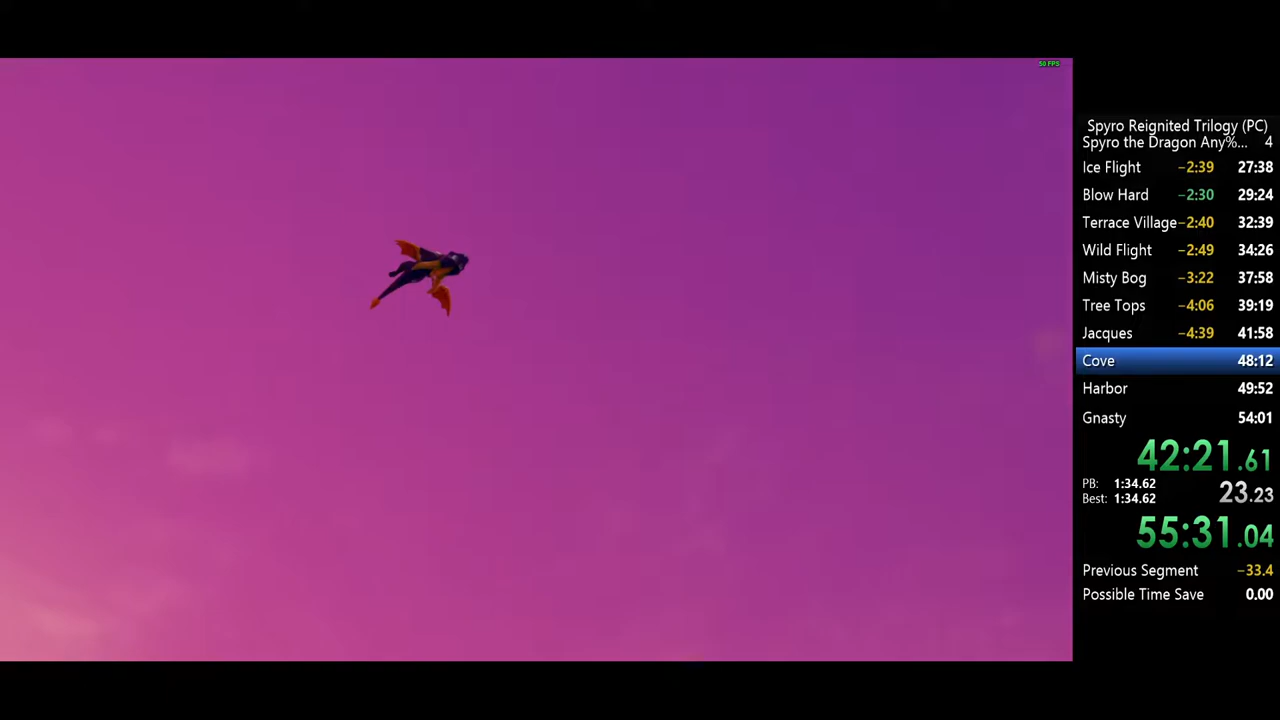 50 FPS
Spyro Reignited Trilogy (PC)
Spyro the Dragon Any%... 4
Ice Flight -2:39 27:38
Blow Hard -2:30 29:24
Terrace Village -2:40 32:39
Wild Flight -2:49 34:26
Misty Bog -3:22 37:58
Tree Tops -4:06 39:19
Jacques -4:39 41:58
Cove 48:12
Harbor 49:52
Gnasty 54:01
42:21.61
PB: 1:34.62
Best: 1:34.62 23.23
55:31.04
Previous Segment -33.4
Possible Time Save 0.00